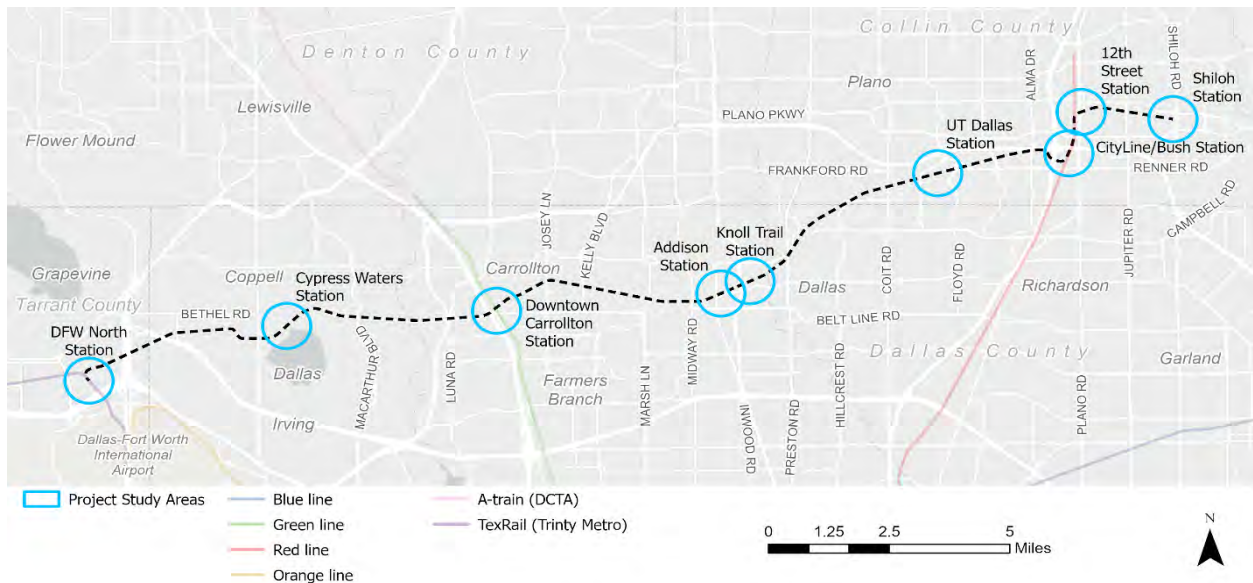 Collin County
Denton County
SHILOH RD
ALMA DR
12th
Street
Station
Shiloh
Station
Plano
Lewisville
PLANO PKWY
UT Dallas
Station
Flower Mound
CityLine/Bush Station
FRANKFORD RD
RENNER RD
CAMPBELL RD
JOSEY LN
KELLY BLVD
Knoll Trail
Station
Addison
Station
JUPITER RD
COIT RD
FLOYD RD
Grapevine
Coppell
Cypress Waters
Station
Carrollton
Dallas
Richardson
Tarrant County
BETHEL RD
Downtown
Carrollton
Station
BELT LINE RD
DFW North
Station
MACARTHUR BLVD
LUNA RD
MIDWAY RD
Dallas County
Garland
Dallas
Farmers
Branch
MARSH LN
HILLCREST RD
PLANO RD
Irving
INWOOD RD
PRESTON RD
Dallas-Fort Worth
International
Airport
Project Study Areas
Blue line
Green line
Red line
Orange line
A-train (DCTA)
TexRail (Trinty Metro)
0 1.25 2.5 5
Miles
N